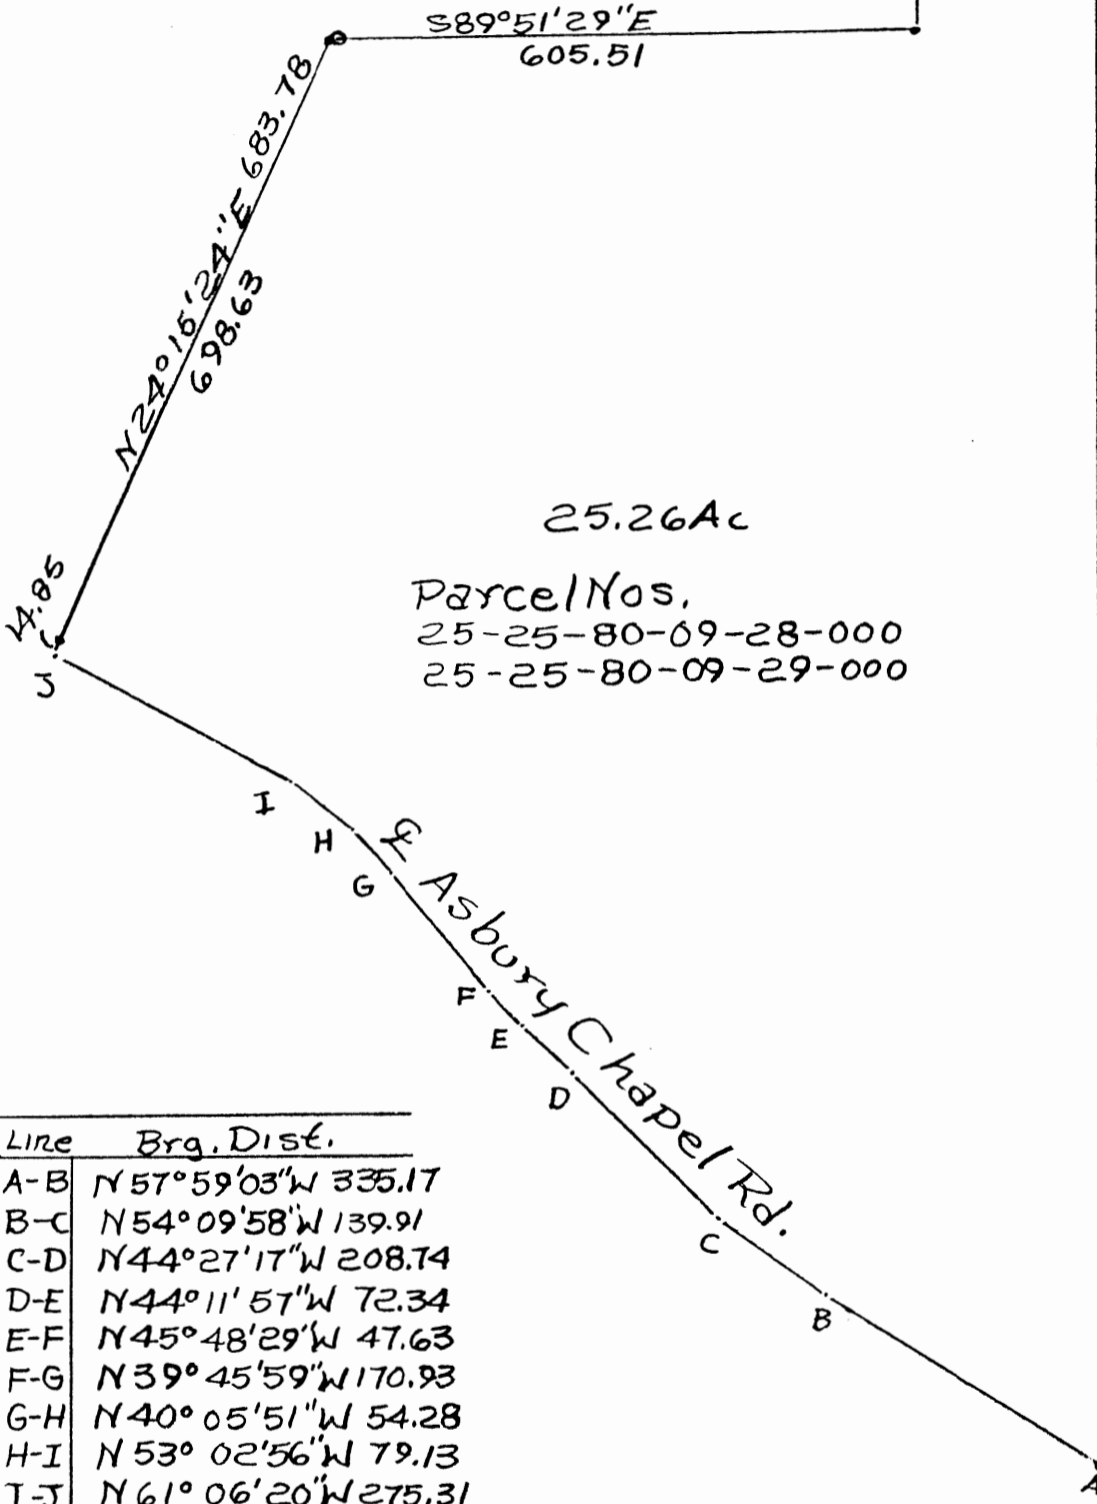 S89°51'29"E
605.51
N24°15'24"E 683.78
698.63
14.85
25.26Ac
Parcel Nos.
25-25-80-09-28-000
25-25-80-09-29-000
J
I
H
G
℄ Asbury Chapel Rd.
F
E
D
C
B
A
Line Brg. Dist.
A-B N57°59'03"W 335.17
B-C N54°09'58"W 139.91
C-D N44°27'17"W 208.74
D-E N44°11'57"W 72.34
E-F N45°48'29"W 47.63
F-G N39°45'59"W 170.93
G-H N40°05'51"W 54.28
H-I N53°02'56"W 79.13
I-J N61°06'20"W 275.31